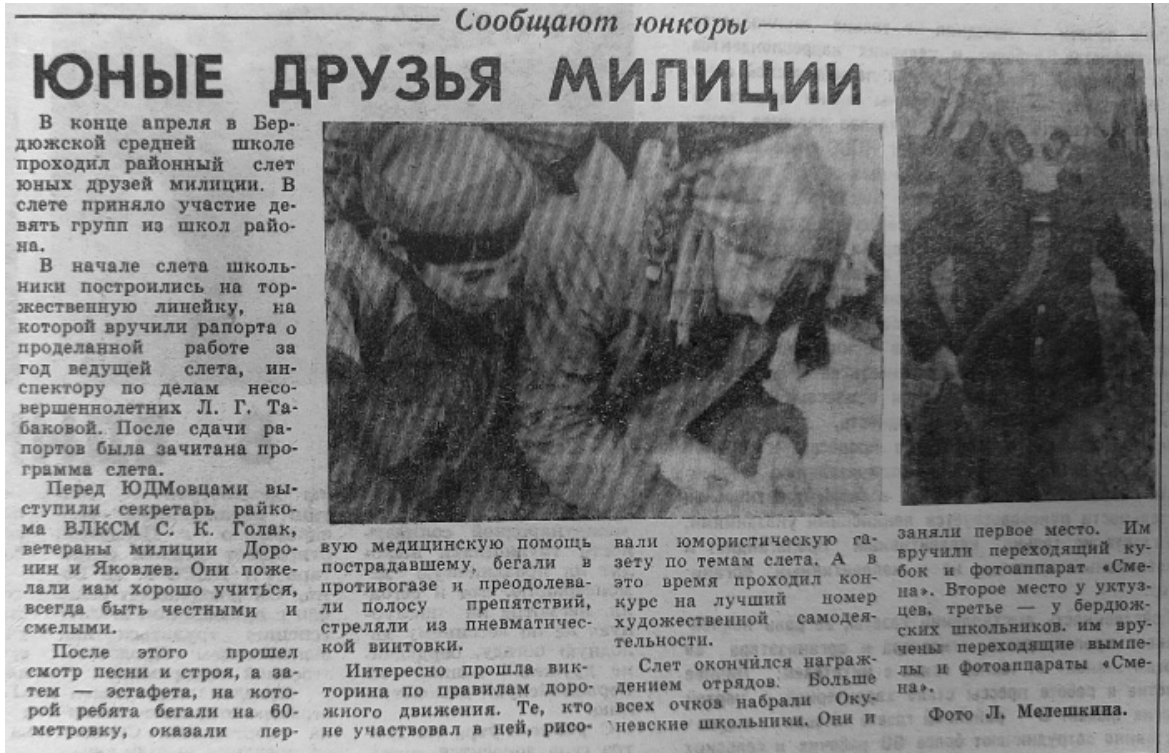 Сообщают юнкоры
ЮНЫЕ ДРУЗЬЯ МИЛИЦИИ
В конце апреля в Бер-
дюжской средней школе
проходил районный слет
юных друзей милиции. В
слете приняло участие де-
вять групп из школ райо-
на.
В начале слета школь-
ники построились на тор-
жественную линейку, на
которой вручили рапорта о
проделанной работе за
год ведущей слета, ин-
спектору по делам несо-
вершеннолетних Л. Г. Та-
баковой. После сдачи ра-
портов была зачитана про-
грамма слета.
Перед ЮДМовцами вы-
ступили секретарь райко-
ма ВЛКСМ С. К. Голак,
ветераны милиции Доро-
нин и Яковлев. Они поже-
лали нам хорошо учиться,
всегда быть честными и
смелыми.
После этого прошел
смотр песни и строя, а за-
тем — эстафета, на кото-
рой ребята бегали на 60-
метровку, оказали пер-
вую медицинскую помощь
пострадавшему, бегали в
противогазе и преодолева-
ли полосу препятствий,
стреляли из пневматичес-
кой винтовки.
Интересно прошла вик-
торина по правилам доро-
жного движения. Те, кто
не участвовал в ней, рисо-
вали юмористическую га-
зету по темам слета. А в
это время проходил кон-
курс на лучший номер
художественной самодея-
тельности.
Слет окончился награж-
дением отрядов. Больше
всех очков набрали Оку-
невские школьники. Они и
заняли первое место. Им
вручили переходящий ку-
бок и фотоаппарат «Сме-
на». Второе место у уктуз-
цев, третье — у бердюж-
ских школьников. им вру-
чены переходящие вымпе-
лы и фотоаппараты «Сме-
на».
Фото Л. Мелешкина.